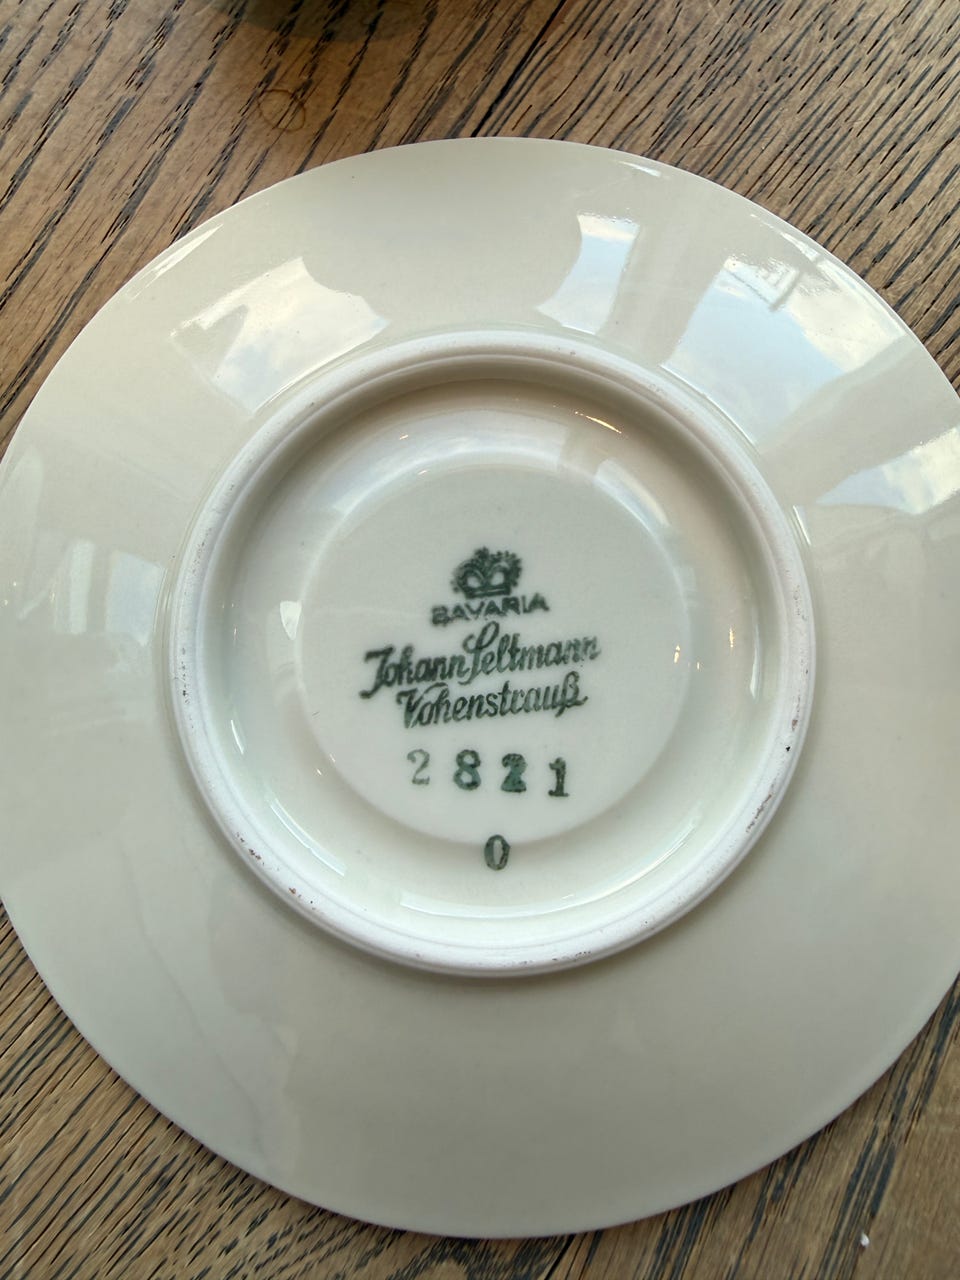 BAVARIA
Johann Seltmann
Vohenstrauß
2821
0